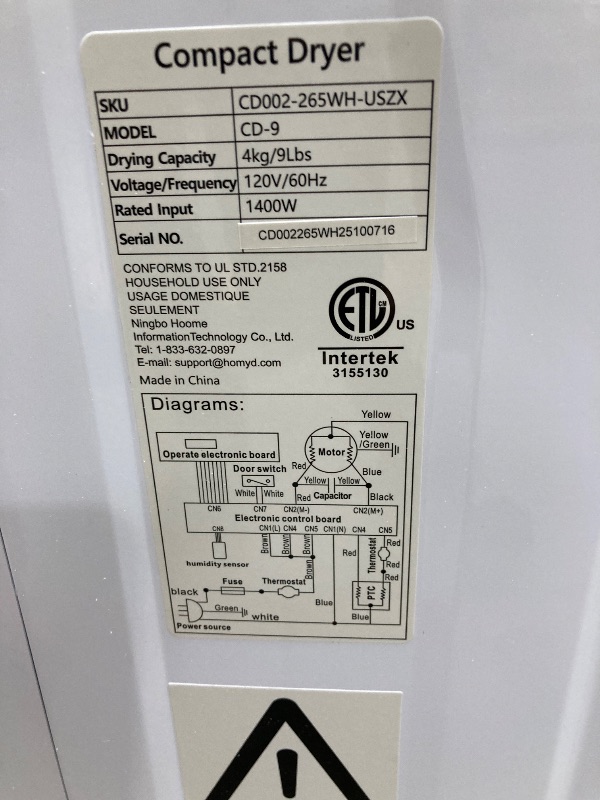 Compact Dryer
SKU CD002-265WH-USZX
MODEL CD-9
Drying Capacity 4kg/9Lbs
Voltage/Frequency 120V/60Hz
Rated Input 1400W
Serial NO. CD002265WH25100716
CONFORMS TO UL STD.2158
HOUSEHOLD USE ONLY
USAGE DOMESTIQUE
SEULEMENT
Ningbo Hoome
InformationTechnology Co., Ltd.
Tel: 1-833-632-0897
E-mail: support@homyd.com
Made in China
ETL CM
LISTED
US
Intertek
3155130
Diagrams:
Yellow
Operate electronic board
Motor
Yellow
/Green
Door switch
Red
Blue
White White
Yellow Yellow
Red Capacitor Black
CN6 CN7 CN2(M-) CN2(M+)
Electronic control board
CN8 CN1(L) CN4 CN5 CN1(N) CN4 CN5
Brown Brown Brown
Red Thermostat Red
humidity sensor
Red
Brown
Red
black Fuse Thermostat
PTC
Green
Blue
white
Blue
Power source